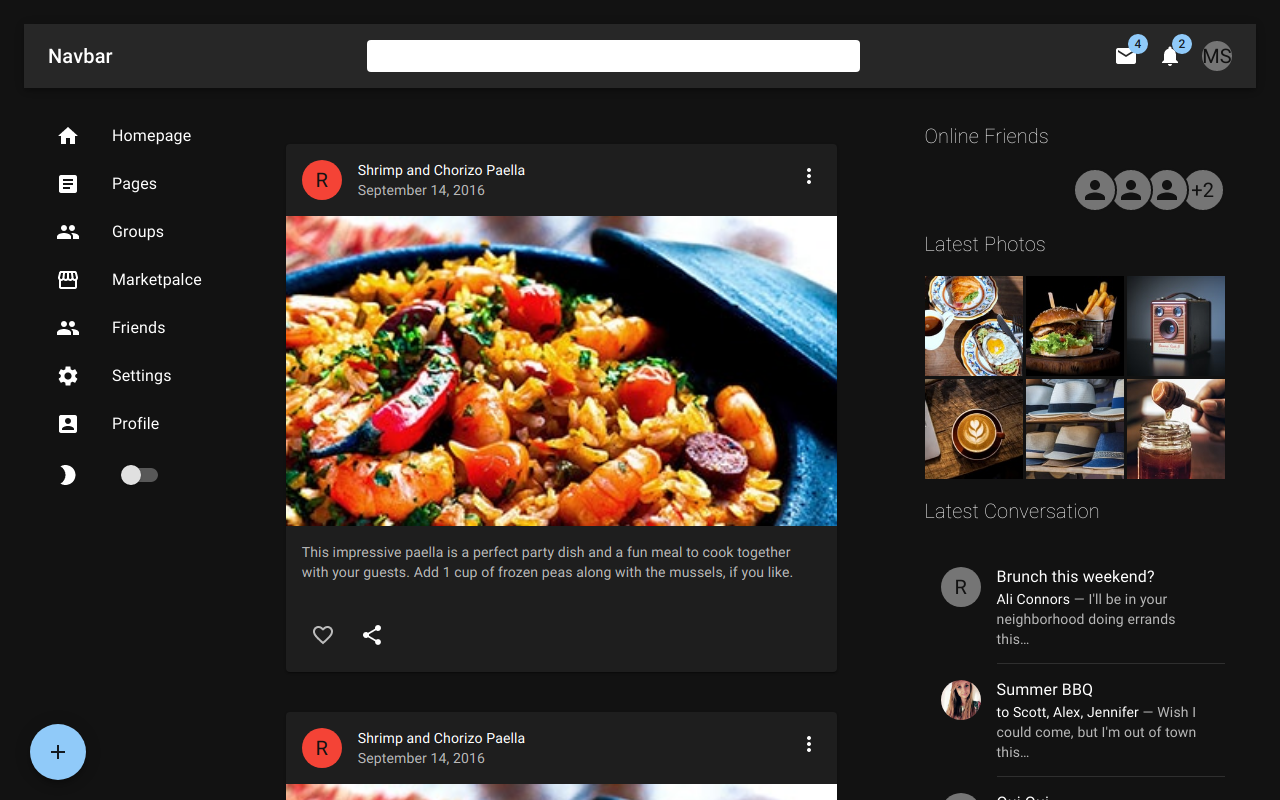 Navbar
4
2
MS
Homepage
Pages
Groups
Marketpalce
Friends
Settings
Profile
R
Shrimp and Chorizo Paella
September 14, 2016
This impressive paella is a perfect party dish and a fun meal to cook together
with your guests. Add 1 cup of frozen peas along with the mussels, if you like.
R
Shrimp and Chorizo Paella
September 14, 2016
Online Friends
+2
Latest Photos
Latest Conversation
R
Brunch this weekend?
Ali Connors — I'll be in your
neighborhood doing errands
this…
Summer BBQ
to Scott, Alex, Jennifer — Wish I
could come, but I'm out of town
this…